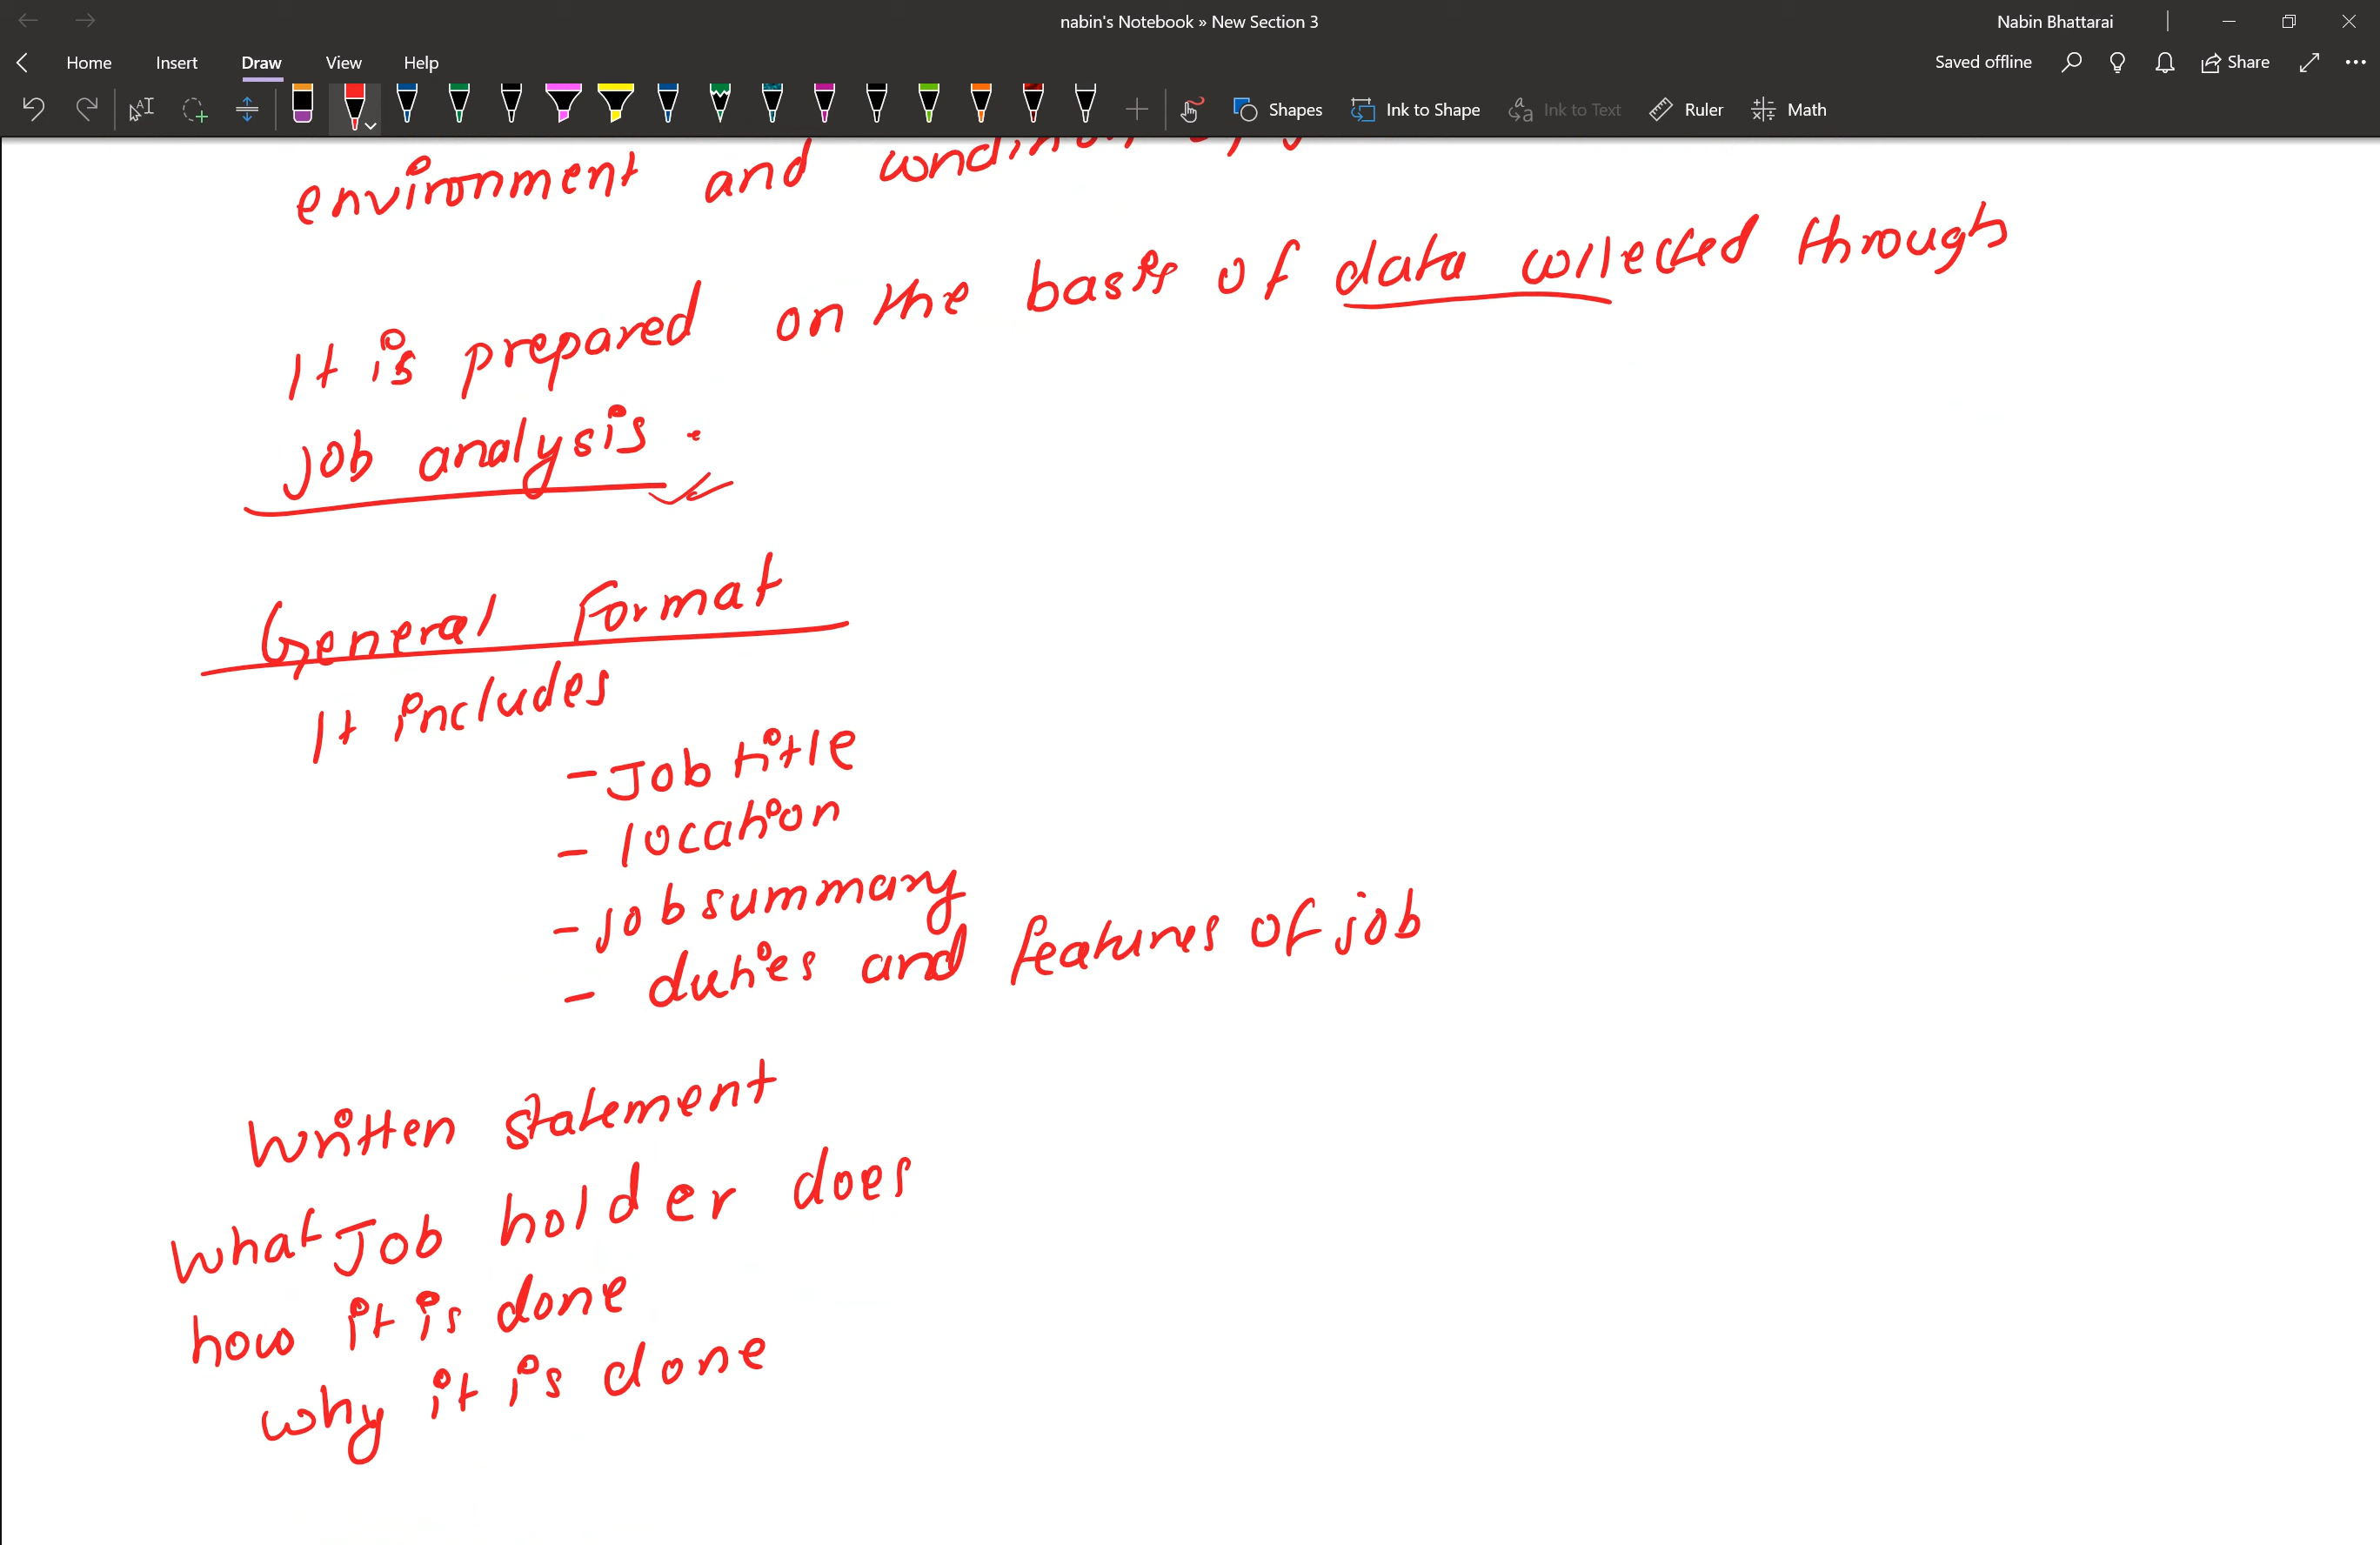 nabin's Notebook » New Section 3
Nabin Bhattarai
Home Insert Draw View Help
Saved offline
Share
Shapes Ink to Shape Ink to Text Ruler Math
environment and
It is prepared on the basis of data collected through
job analysis.
General Format
It includes
- Job title
- location
- job summary
- duties and features of job
Written statement
What Job holder does
how it is done
why it is done